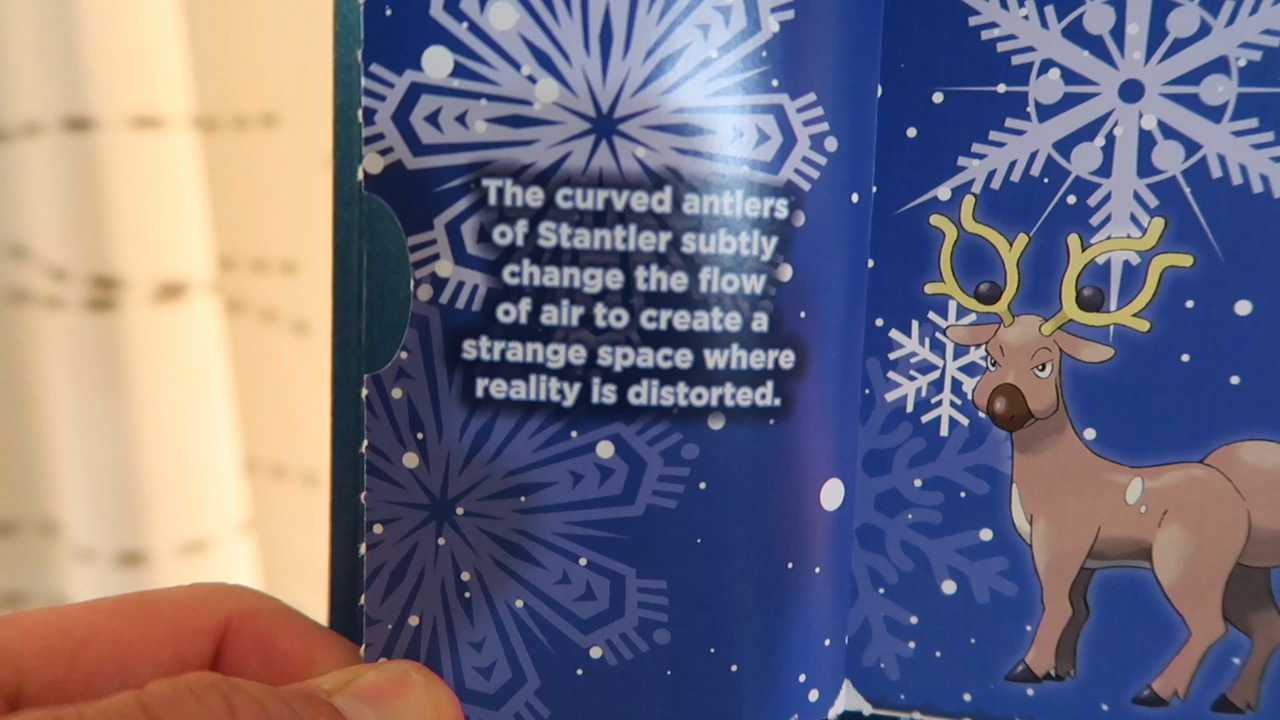 The curved antlers
of Stantler subtly
change the flow
of air to create a
strange space where
reality is distorted.